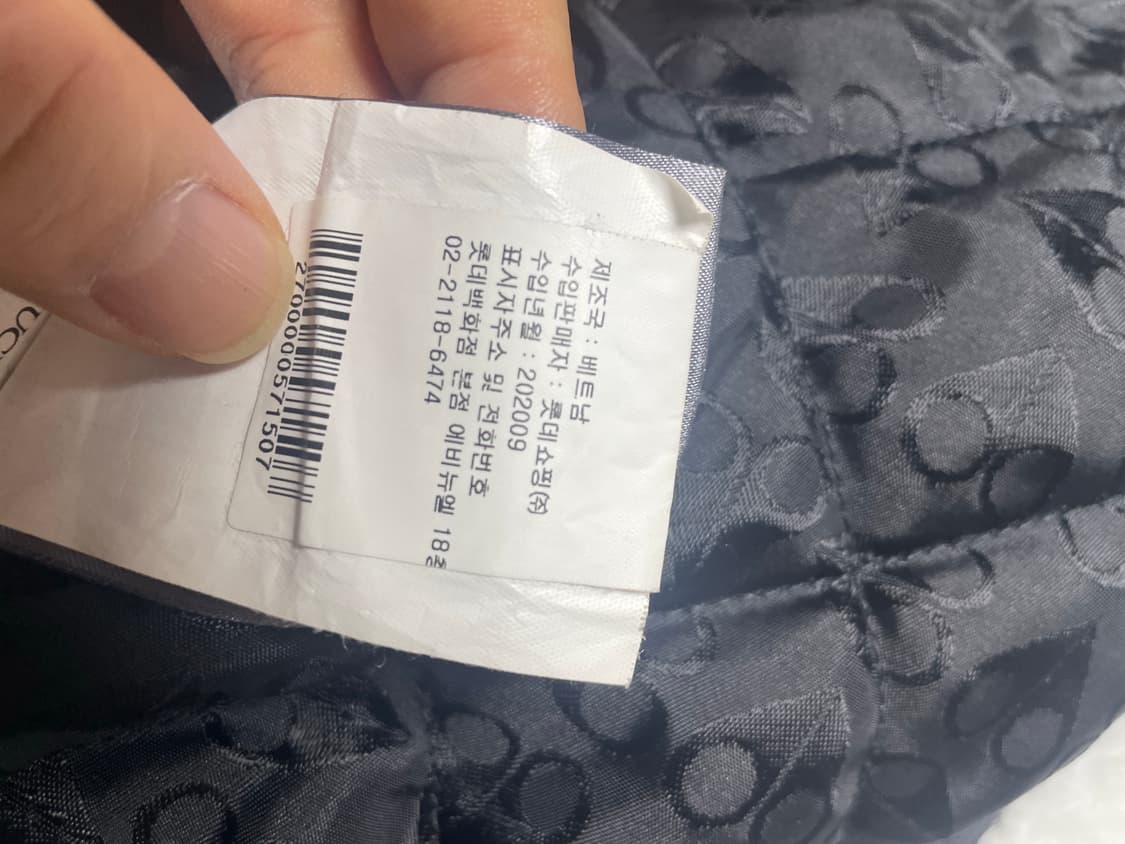 제조국 : 베트남
수입판매자 : 롯데쇼핑(주)
수입년월 : 202009
표시자주소 및 전화번호
롯데백화점 본점 에비뉴엘 18층
02-2118-6474
2700000571507